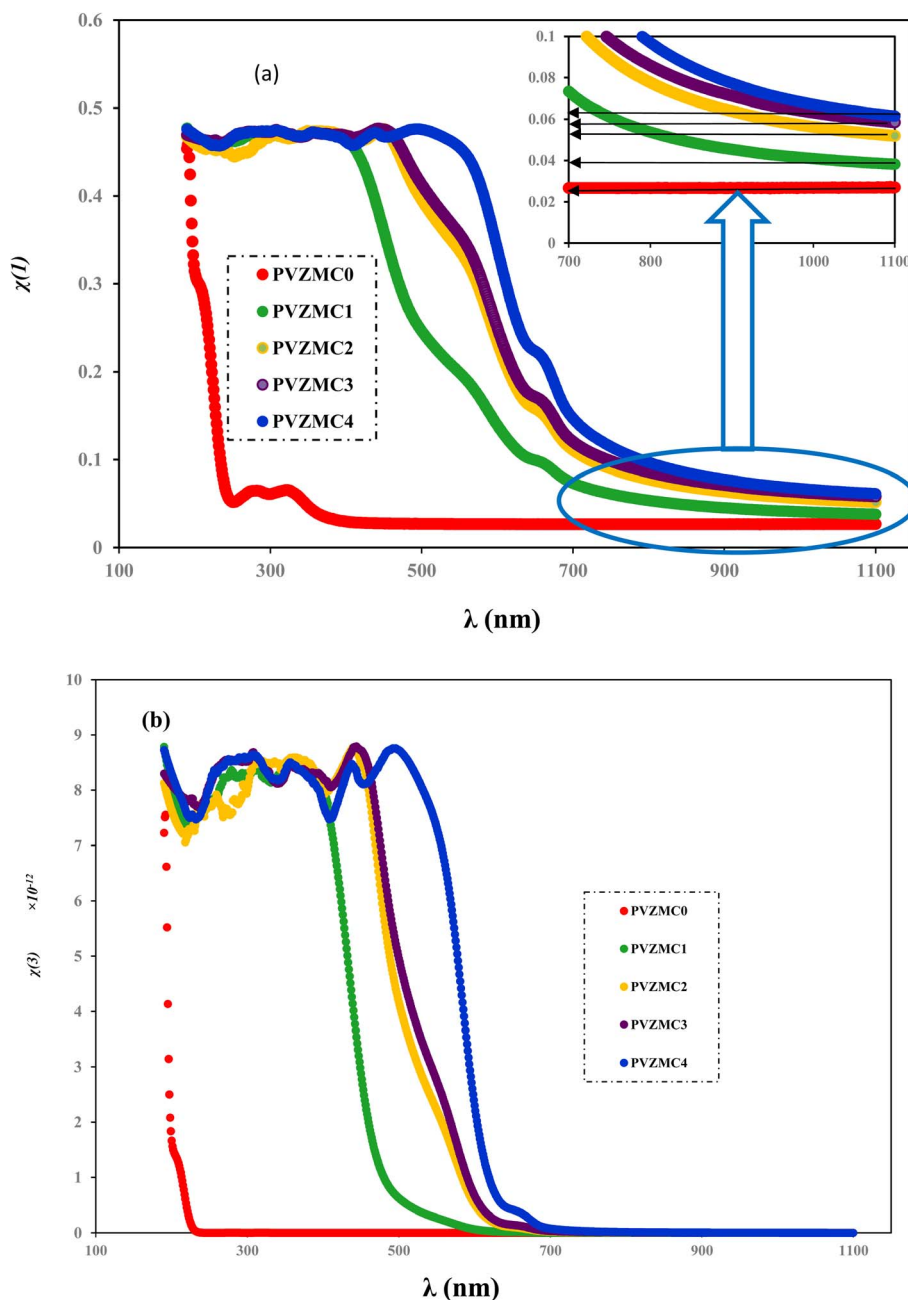 (a)
0.6
0.5
0.4
0.3
0.2
0.1
0
χ(1)
PVZMC0
PVZMC1
PVZMC2
PVZMC3
PVZMC4
0.1
0.08
0.06
0.04
0.02
0
700 800 1000 1100
100 300 500 700 900 1100
λ (nm)
(b)
10
9
8
7
6
5
4
3
2
1
0
χ(3) ×10⁻¹²
PVZMC0
PVZMC1
PVZMC2
PVZMC3
PVZMC4
100 300 500 700 900 1100
λ (nm)